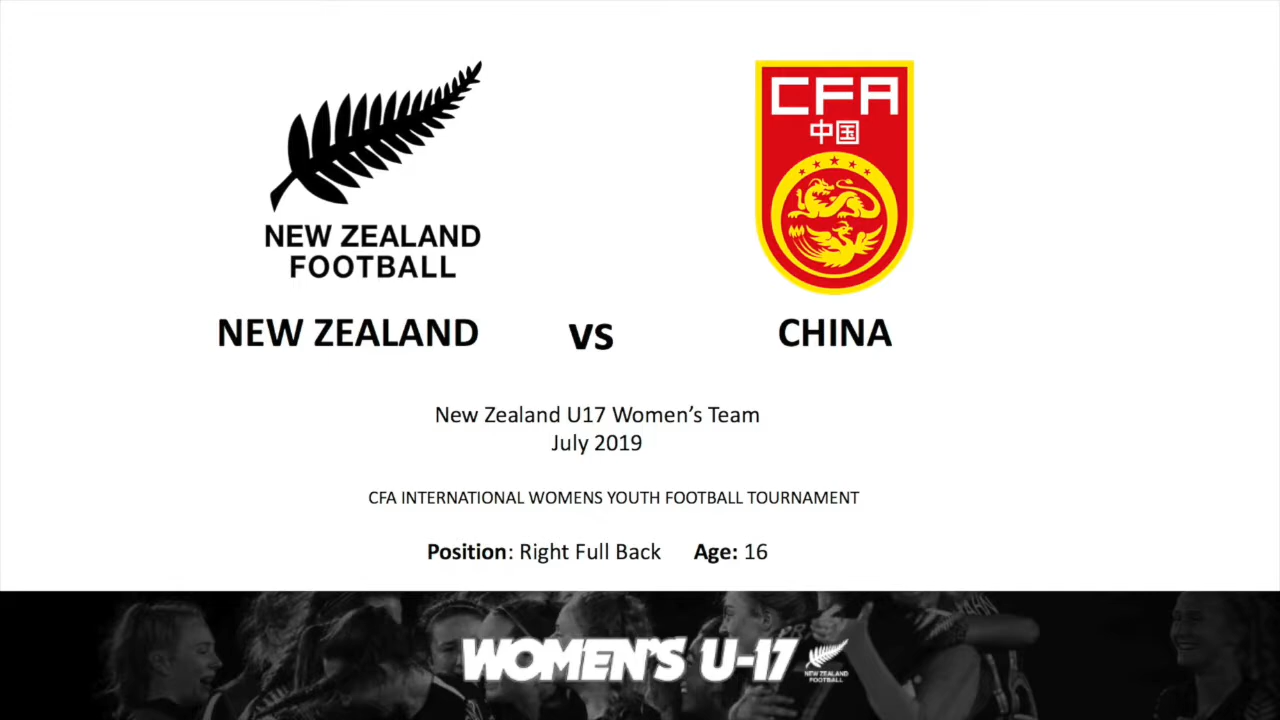 NEW ZEALAND
FOOTBALL
CFA
中国
NEW ZEALAND VS CHINA
New Zealand U17 Women’s Team
July 2019
CFA INTERNATIONAL WOMENS YOUTH FOOTBALL TOURNAMENT
Position: Right Full Back Age: 16
WOMEN'S U-17
NEW ZEALAND
FOOTBALL